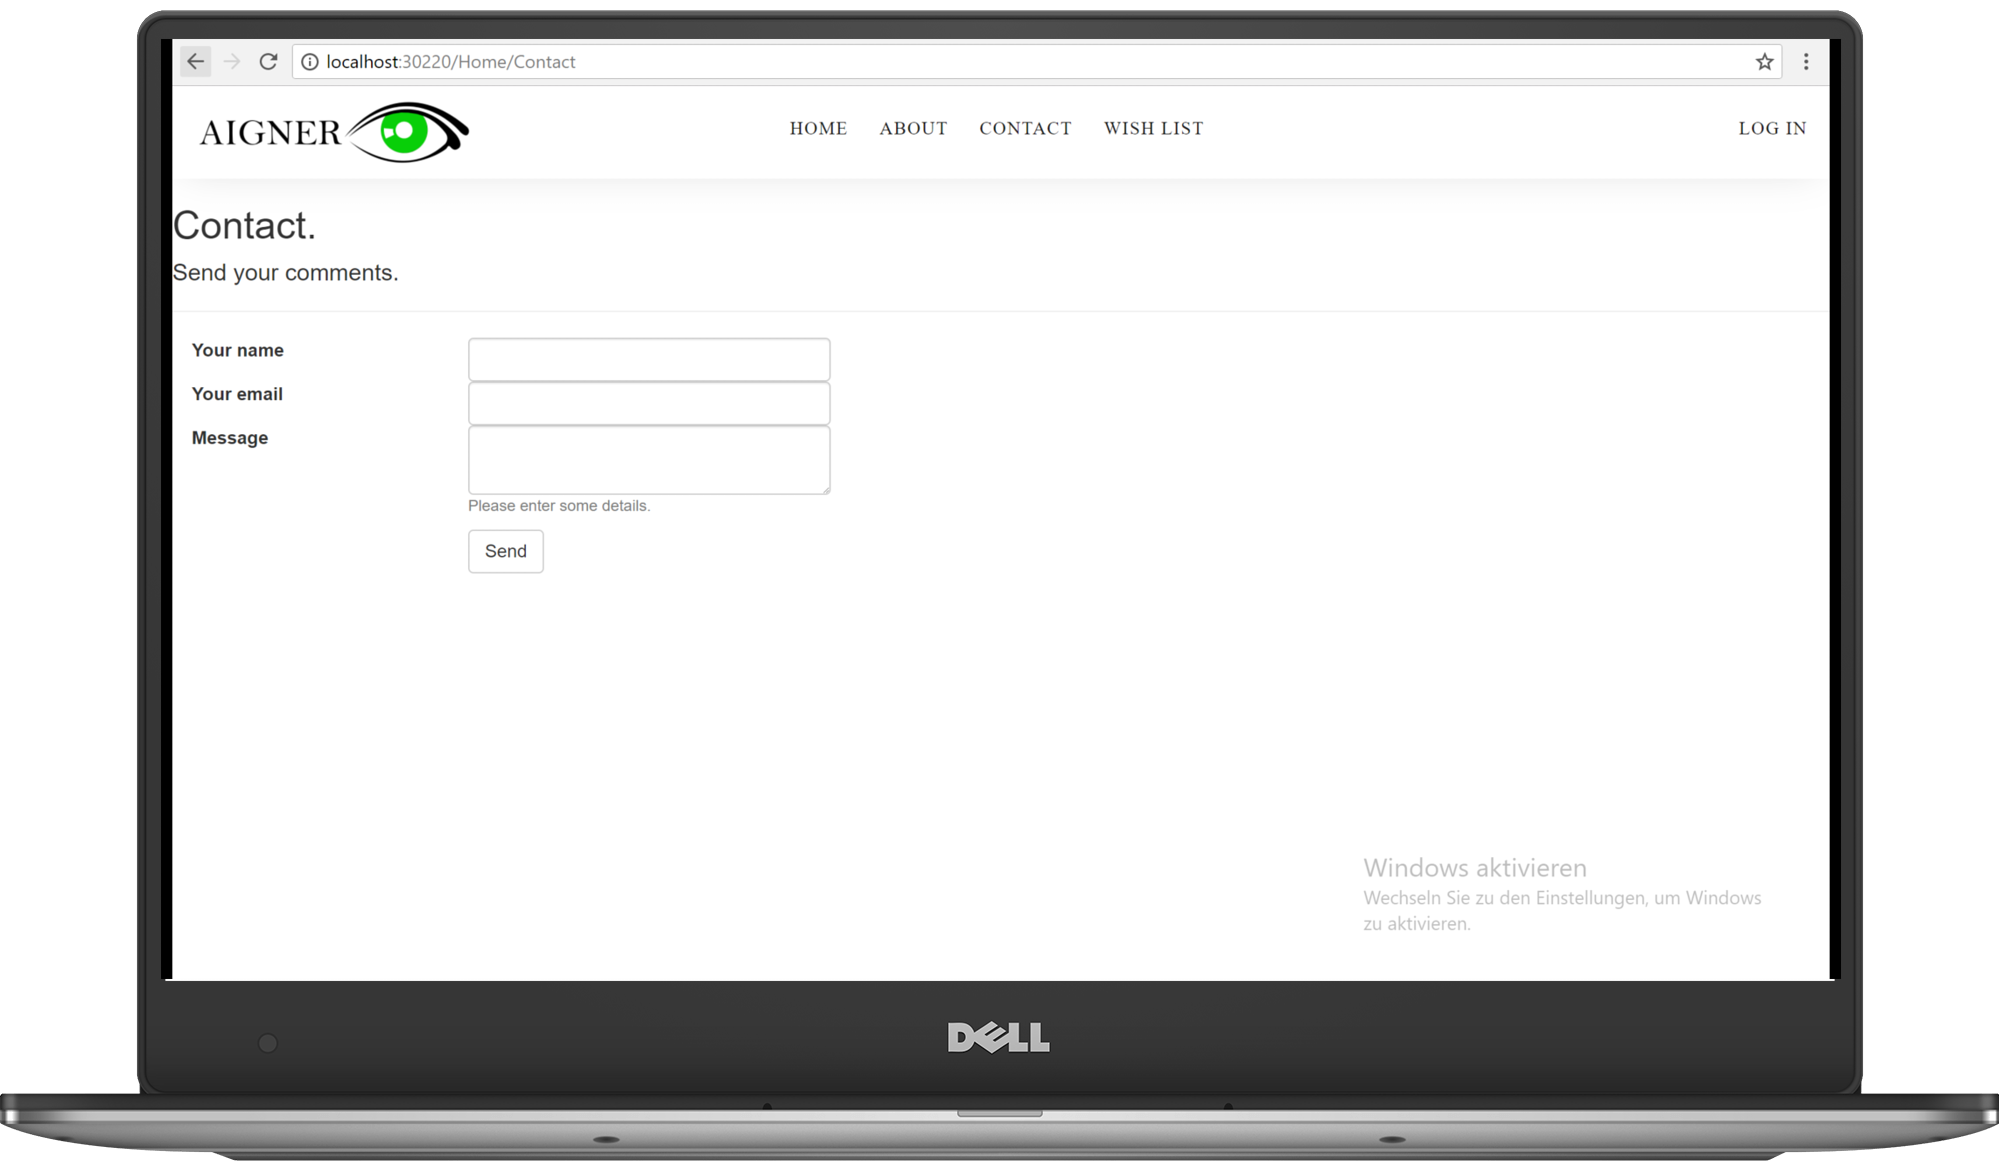 localhost:30220/Home/Contact
AIGNER
HOME ABOUT CONTACT WISH LIST LOG IN
Contact.
Send your comments.
Your name
Your email
Message
Please enter some details.
Send
Windows aktivieren
Wechseln Sie zu den Einstellungen, um Windows
zu aktivieren.
DELL